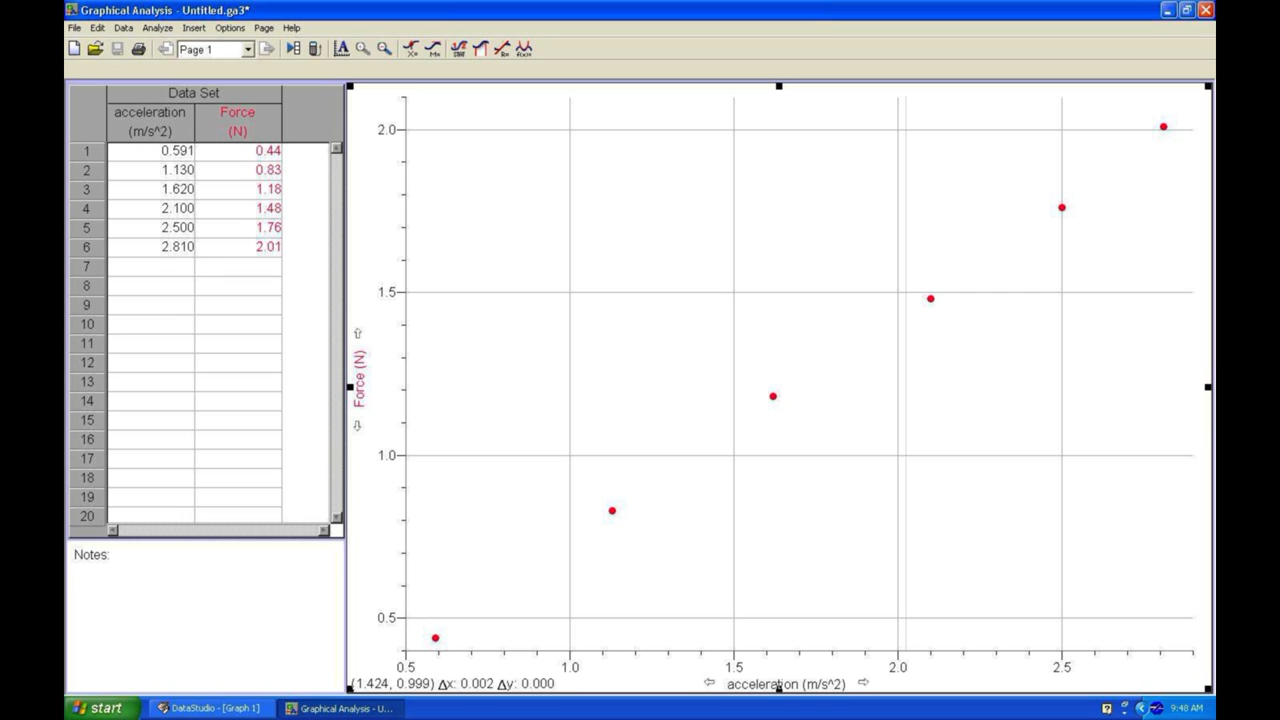 Graphical Analysis - Untitled.ga3*
File Edit Data Analyze Insert Options Page Help
Page 1
Data Set
acceleration Force
(m/s^2) (N)
1 0.591 0.44
2 1.130 0.83
3 1.620 1.18
4 2.100 1.48
5 2.500 1.76
6 2.810 2.01
7
8
9
10
11
12
13
14
15
16
17
18
19
20
Notes:
2.0
1.5
1.0
0.5
Force (N)
0.5 1.0 1.5 2.0 2.5
(1.424, 0.999) Δx: 0.002 Δy: 0.000
acceleration (m/s^2)
start DataStudio - [Graph 1] Graphical Analysis - U... 9:48 AM